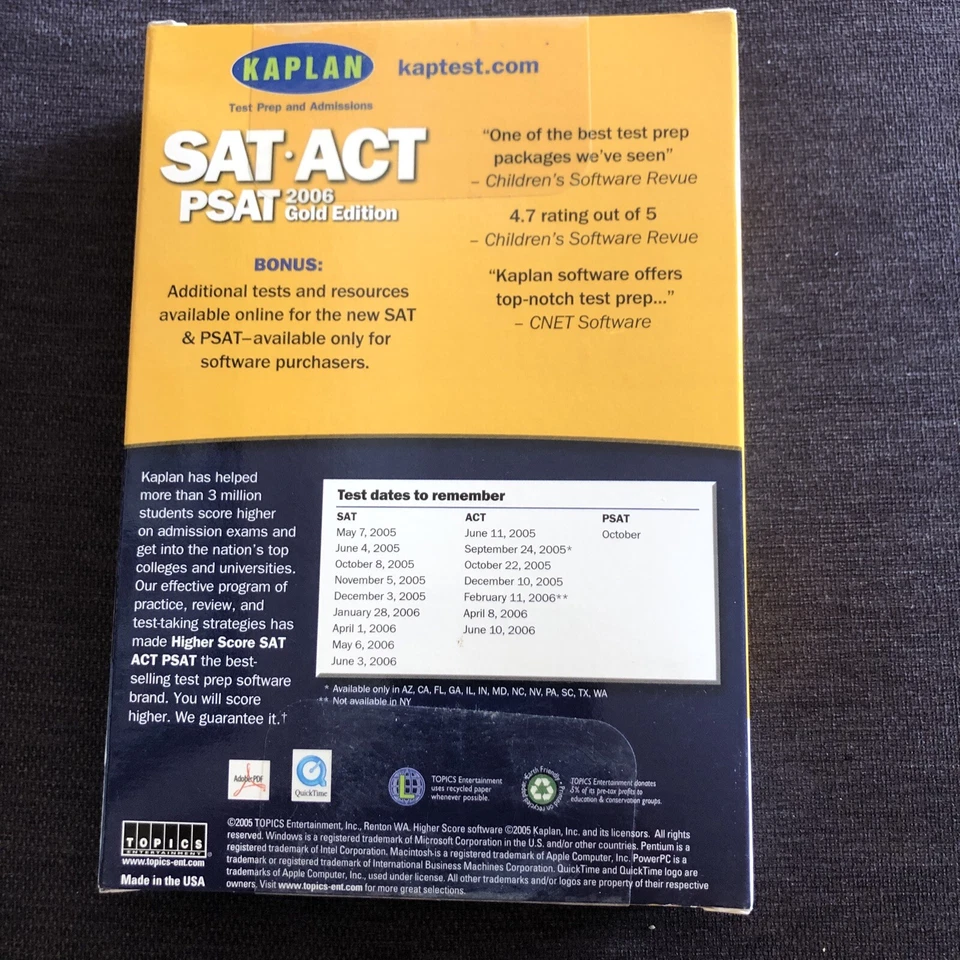 KAPLAN kaptest.com
Test Prep and Admissions
SAT·ACT
PSAT 2006
Gold Edition
BONUS:
Additional tests and resources
available online for the new SAT
& PSAT–available only for
software purchasers.
“One of the best test prep
packages we’ve seen”
– Children’s Software Revue
4.7 rating out of 5
– Children’s Software Revue
“Kaplan software offers
top-notch test prep...”
– CNET Software
Kaplan has helped
more than 3 million
students score higher
on admission exams and
get into the nation’s top
colleges and universities.
Our effective program of
practice, review, and
test-taking strategies has
made Higher Score SAT
ACT PSAT the best-
selling test prep software
brand. You will score
higher. We guarantee it.†
Test dates to remember
SAT ACT PSAT
May 7, 2005 June 11, 2005 October
June 4, 2005 September 24, 2005*
October 8, 2005 October 22, 2005
November 5, 2005 December 10, 2005
December 3, 2005 February 11, 2006**
January 28, 2006 April 8, 2006
April 1, 2006 June 10, 2006
May 6, 2006
June 3, 2006
* Available only in AZ, CA, FL, GA, IL, IN, MD, NC, NV, PA, SC, TX, WA
** Not available in NY
Adobe PDF
QuickTime
L
TOPICS Entertainment
uses recycled paper
whenever possible.
Earth Friendly
TOPICS Entertainment donates
5% of its pre-tax profits to
education & conservation groups.
TOPICS
ENTERTAINMENT®
www.topics-ent.com
Made in the USA
©2005 TOPICS Entertainment, Inc., Renton WA. Higher Score software ©2005 Kaplan, Inc. and its licensors. All rights
reserved. Windows is a registered trademark of Microsoft Corporation in the U.S. and/or other countries. Pentium is a
registered trademark of Intel Corporation. Macintosh is a registered trademark of Apple Computer, Inc. PowerPC is a
trademark or registered trademark of International Business Machines Corporation. QuickTime and QuickTime logo are
trademarks of Apple Computer, Inc., used under license. All other trademarks and/or logos are property of their respective
owners. Visit www.topics-ent.com for more great selections.